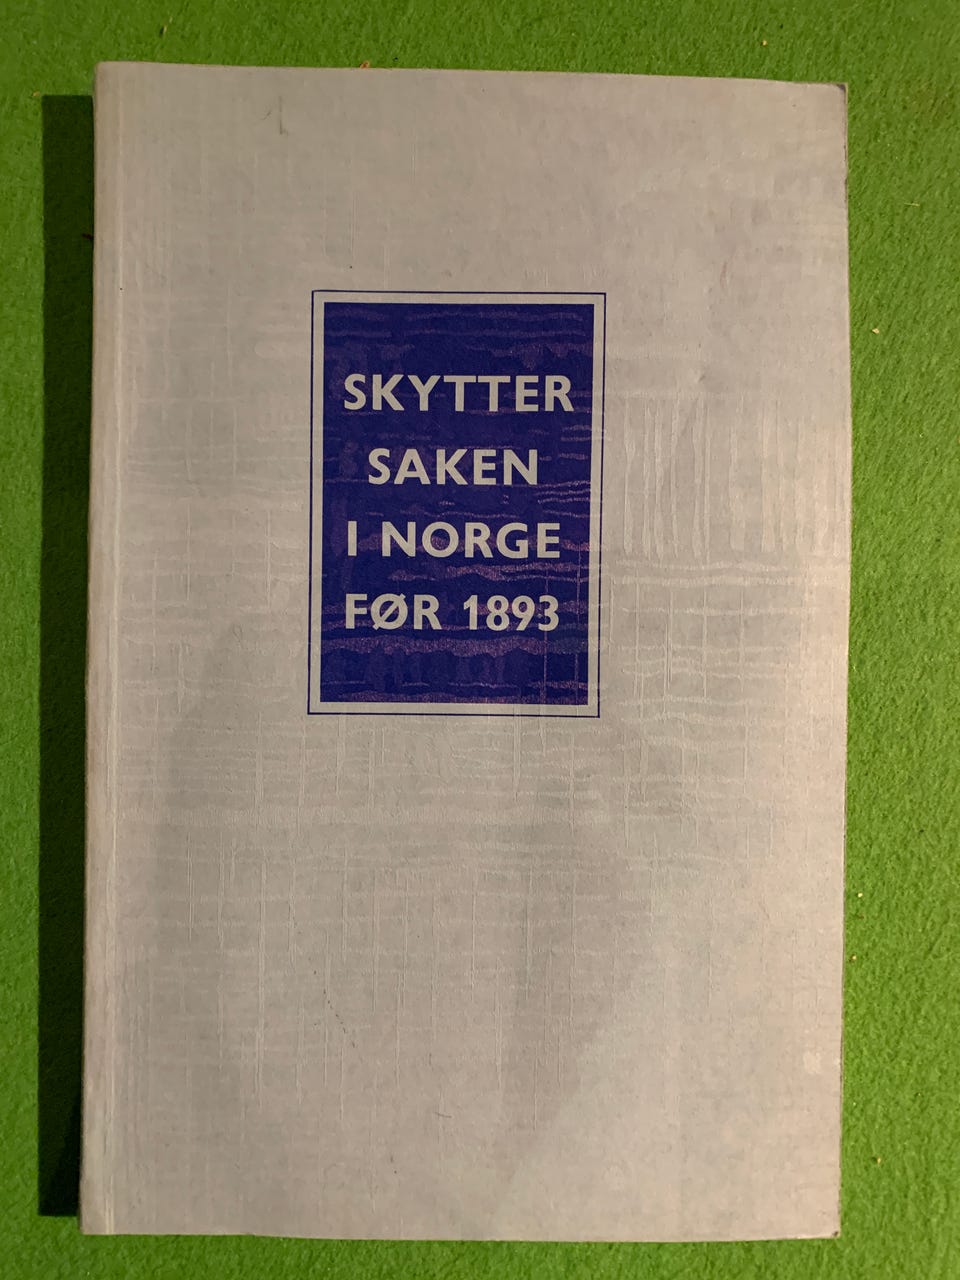 SKYTTER
SAKEN
I NORGE
FØR 1893